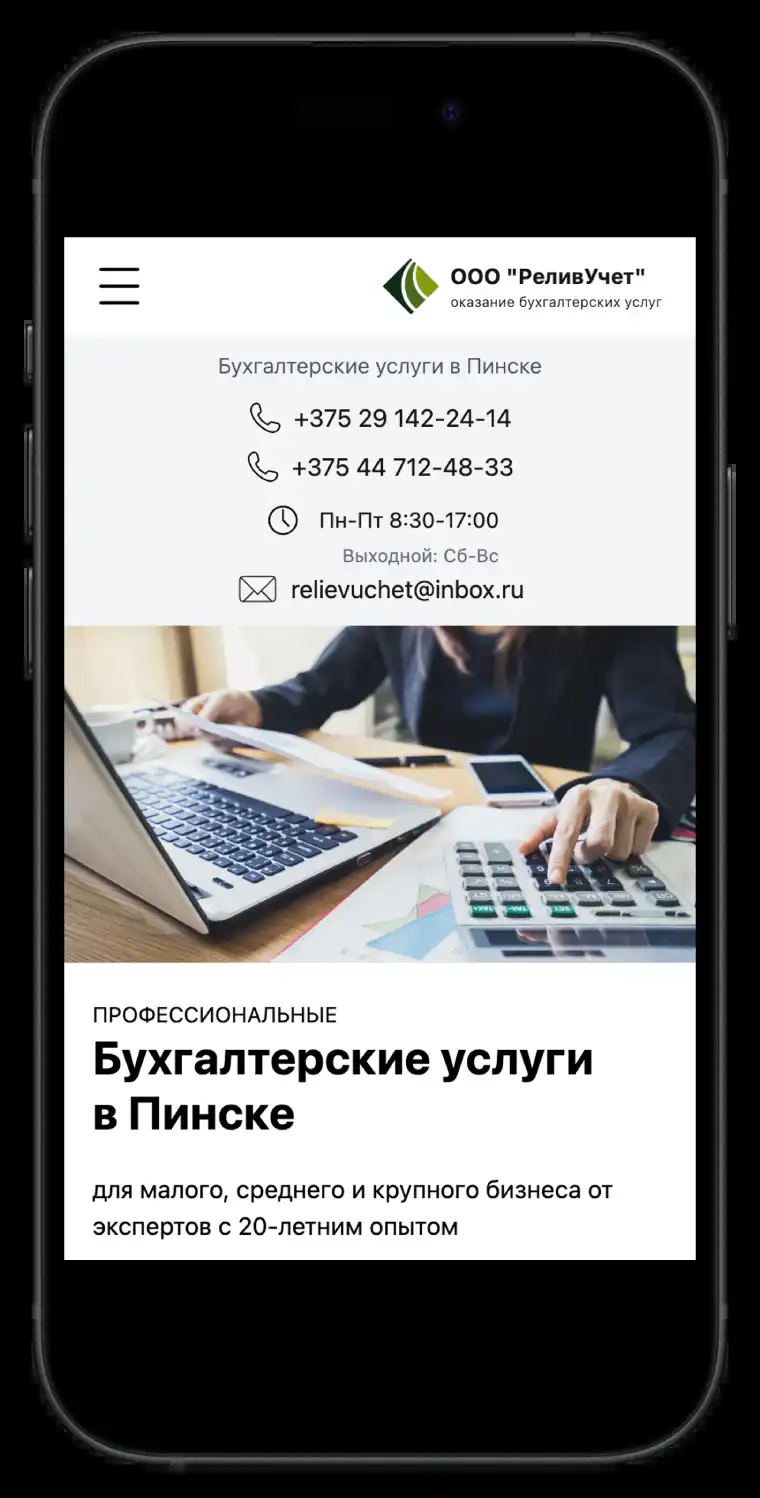 ООО "РеливУчет"
оказание бухгалтерских услуг
Бухгалтерские услуги в Пинске
+375 29 142-24-14
+375 44 712-48-33
Пн-Пт 8:30-17:00
Выходной: Сб-Вс
relievuchet@inbox.ru
ПРОФЕССИОНАЛЬНЫЕ
Бухгалтерские услуги
в Пинске
для малого, среднего и крупного бизнеса от
экспертов с 20-летним опытом